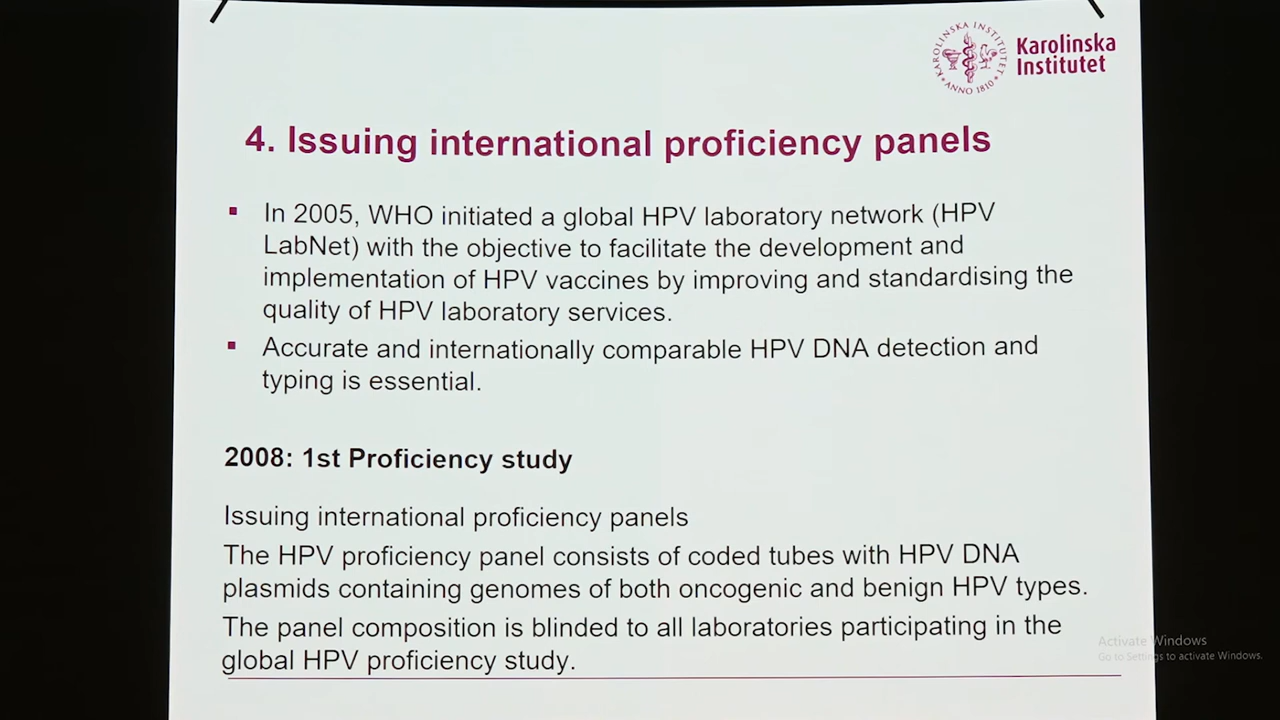 KAROLINSKA INSTITUTET
ANNO 1810
Karolinska
Institutet
4. Issuing international proficiency panels
▪ In 2005, WHO initiated a global HPV laboratory network (HPV
LabNet) with the objective to facilitate the development and
implementation of HPV vaccines by improving and standardising the
quality of HPV laboratory services.
▪ Accurate and internationally comparable HPV DNA detection and
typing is essential.
2008: 1st Proficiency study
Issuing international proficiency panels
The HPV proficiency panel consists of coded tubes with HPV DNA
plasmids containing genomes of both oncogenic and benign HPV types.
The panel composition is blinded to all laboratories participating in the
global HPV proficiency study.
Activate Windows
Go to Settings to activate Windows.